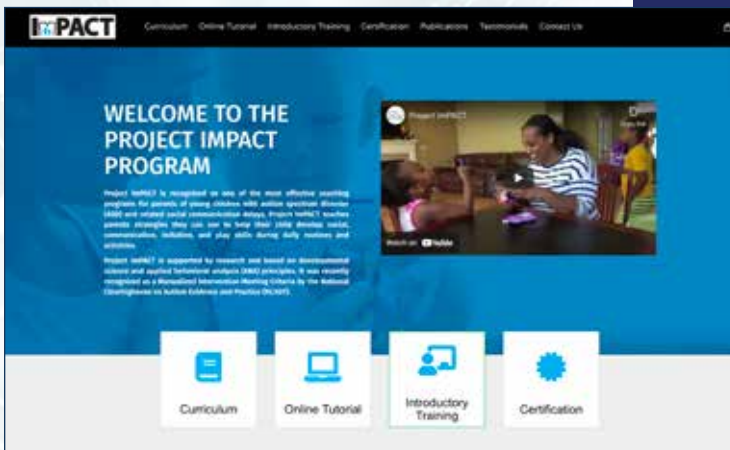 ImPACT
Curriculum Online Tutorial Introductory Training Certification Publications Testimonials Contact Us
WELCOME TO THE
PROJECT IMPACT
PROGRAM
Project ImPACT is recognized as one of the most effective coaching
programs for parents of young children with autism spectrum disorder
(ASD) and related social communication delays. Project ImPACT teaches
parents strategies they can use to help their child develop social,
communication, imitation, and play skills during daily routines and
activities.
Project ImPACT is supported by research and based on developmental
science and applied behavioral analysis (ABA) principles. It was recently
recognized as a Manualized Intervention Meeting Criteria by the National
Clearinghouse on Autism Evidence and Practice (NCAEP).
Project ImPACT
Copy link
Watch on YouTube
Curriculum
Online Tutorial
Introductory
Training
Certification